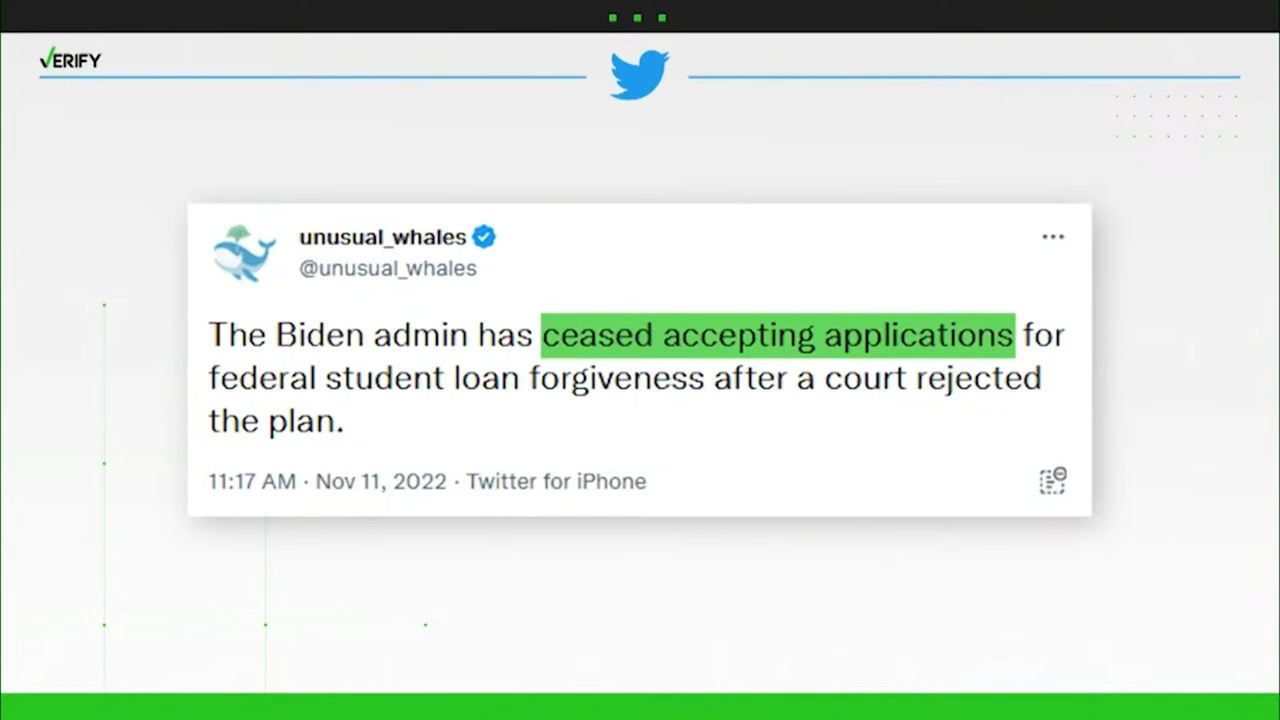 VERIFY
unusual_whales
@unusual_whales
The Biden admin has ceased accepting applications for
federal student loan forgiveness after a court rejected
the plan.
11:17 AM · Nov 11, 2022 · Twitter for iPhone